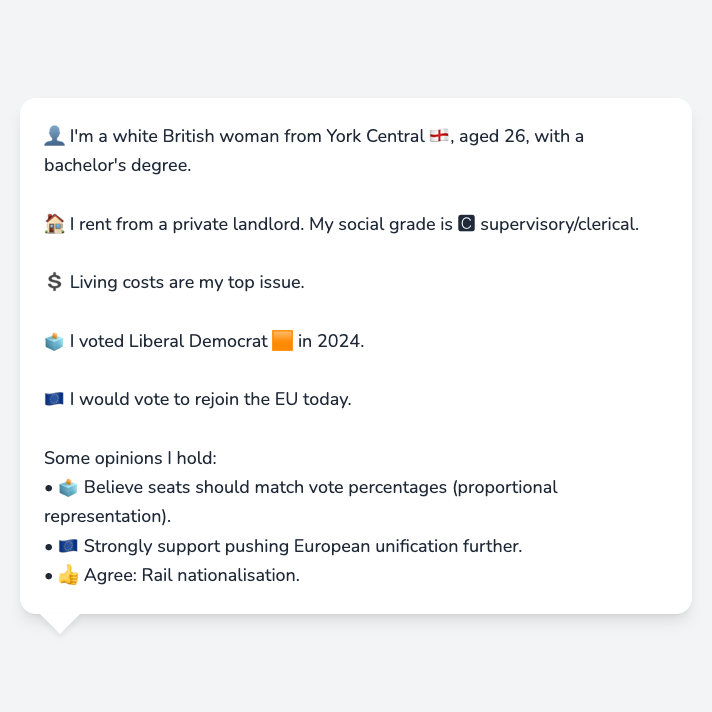 👤 I'm a white British woman from York Central 🏴󠁧󠁢󠁥󠁮󠁧󠁿, aged 26, with a
bachelor's degree.
🏠 I rent from a private landlord. My social grade is 🅲 supervisory/clerical.
💲 Living costs are my top issue.
🗳️ I voted Liberal Democrat 🟧 in 2024.
🇪🇺 I would vote to rejoin the EU today.
Some opinions I hold:
• 🗳️ Believe seats should match vote percentages (proportional
representation).
• 🇪🇺 Strongly support pushing European unification further.
• 👍 Agree: Rail nationalisation.